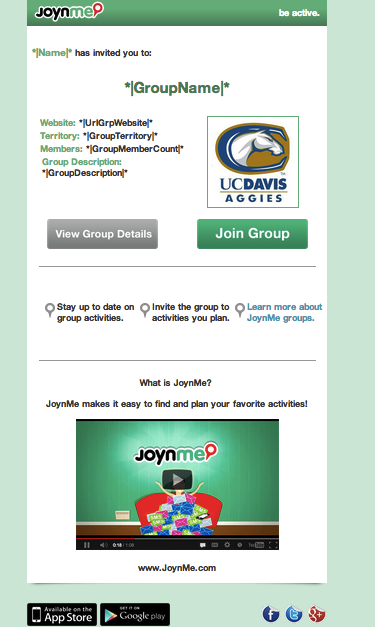 JoynMe
be active.
*|Name|* has invited you to:
*|GroupName|*
Website: *|UrlGrpWebsite|*
Territory: *|GroupTerritory|*
Members: *|GroupMemberCount|*
Group Description:
*|GroupDescription|*
UCDAVIS
AGGIES
View Group Details
Join Group
Stay up to date on
group activities.
Invite the group to
activities you plan.
Learn more about
JoynMe groups.
What is JoynMe?
JoynMe makes it easy to find and plan your favorite activities!
joynme
0:18 / 1:08
YouTube
www.JoynMe.com
Available on the
App Store
GET IT ON
Google play